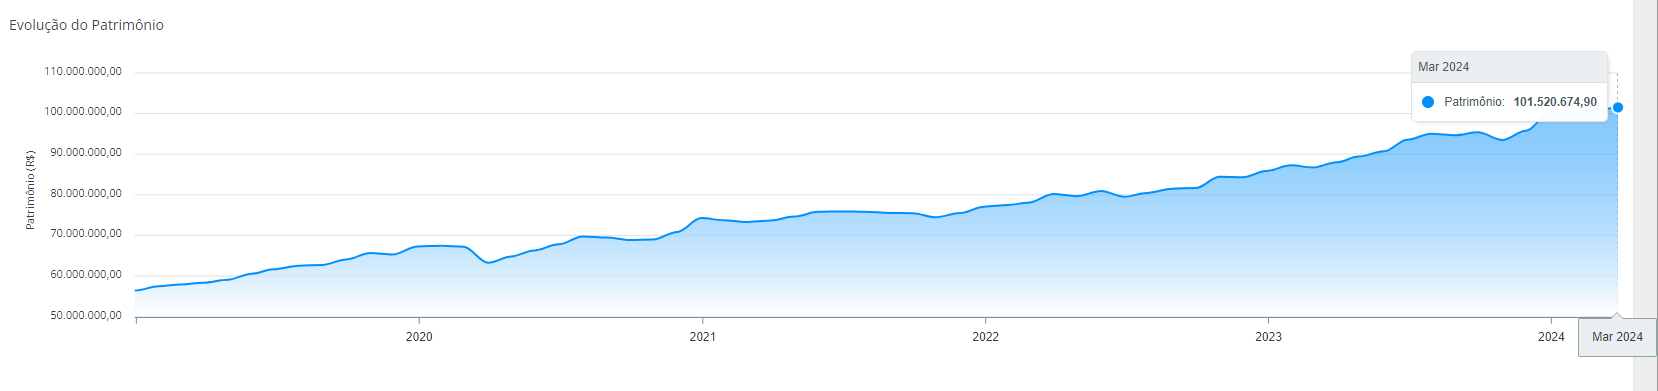 Evolução do Patrimônio
Mar 2024
Patrimônio: 101.520.674,90
110.000.000,00
100.000.000,00
90.000.000,00
80.000.000,00
70.000.000,00
60.000.000,00
50.000.000,00
Patrimônio (R$)
2020 2021 2022 2023 2024 Mar 2024